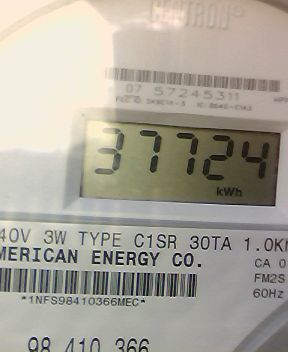 CENTRON®
07 57245311
37724
kWh
40V 3W TYPE C1SR 30TA 1.0K
MERICAN ENERGY CO.
CA 0
FM2S
60Hz
*1NFS98410366MEC*
98 410 366